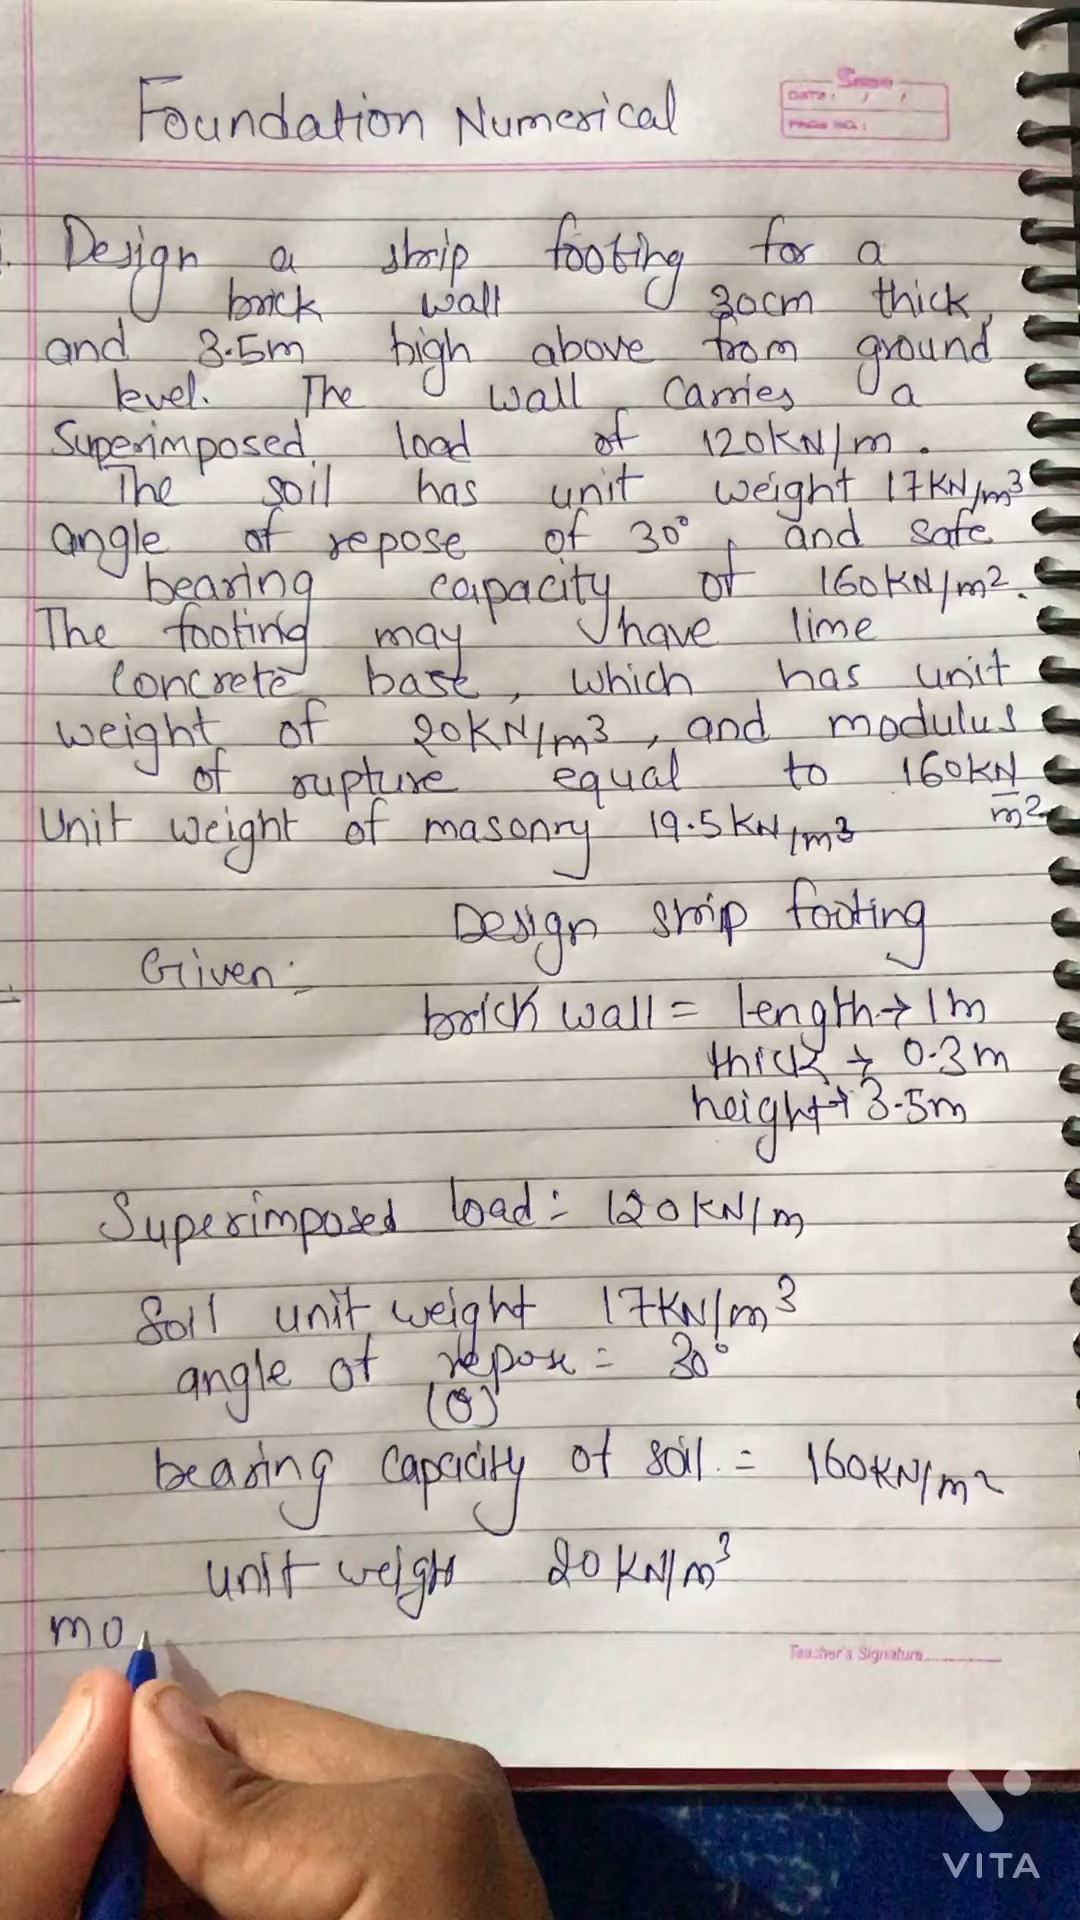 Foundation Numerical
Saoo
DATE: / /
PAGE NO.:
Design a strip footing for a
brick wall 30cm thick,
and 3.5m high above from ground
level. The wall carries a
Superimposed load of 120KN/m.
The soil has unit weight 17KN/m3
angle of repose of 30°, and safe
bearing capacity of 160KN/m2.
The footing may have lime
Concrete base, which has unit
weight of 20KN/m3, and modulus
of rupture equal to 160KN/m2
Unit weight of masonry 19.5KN/m3
Design strip footing
Given:-
brick wall = length → 1m
thick → 0.3m
height → 3.5m
Superimposed load = 120KN/m
Soil unit weight 17KN/m3
angle of repose = 30°
(θ)
bearing capacity of soil. = 160KN/m2
unit weigh 20KN/m3
mo
Teacher's Signature
VITA